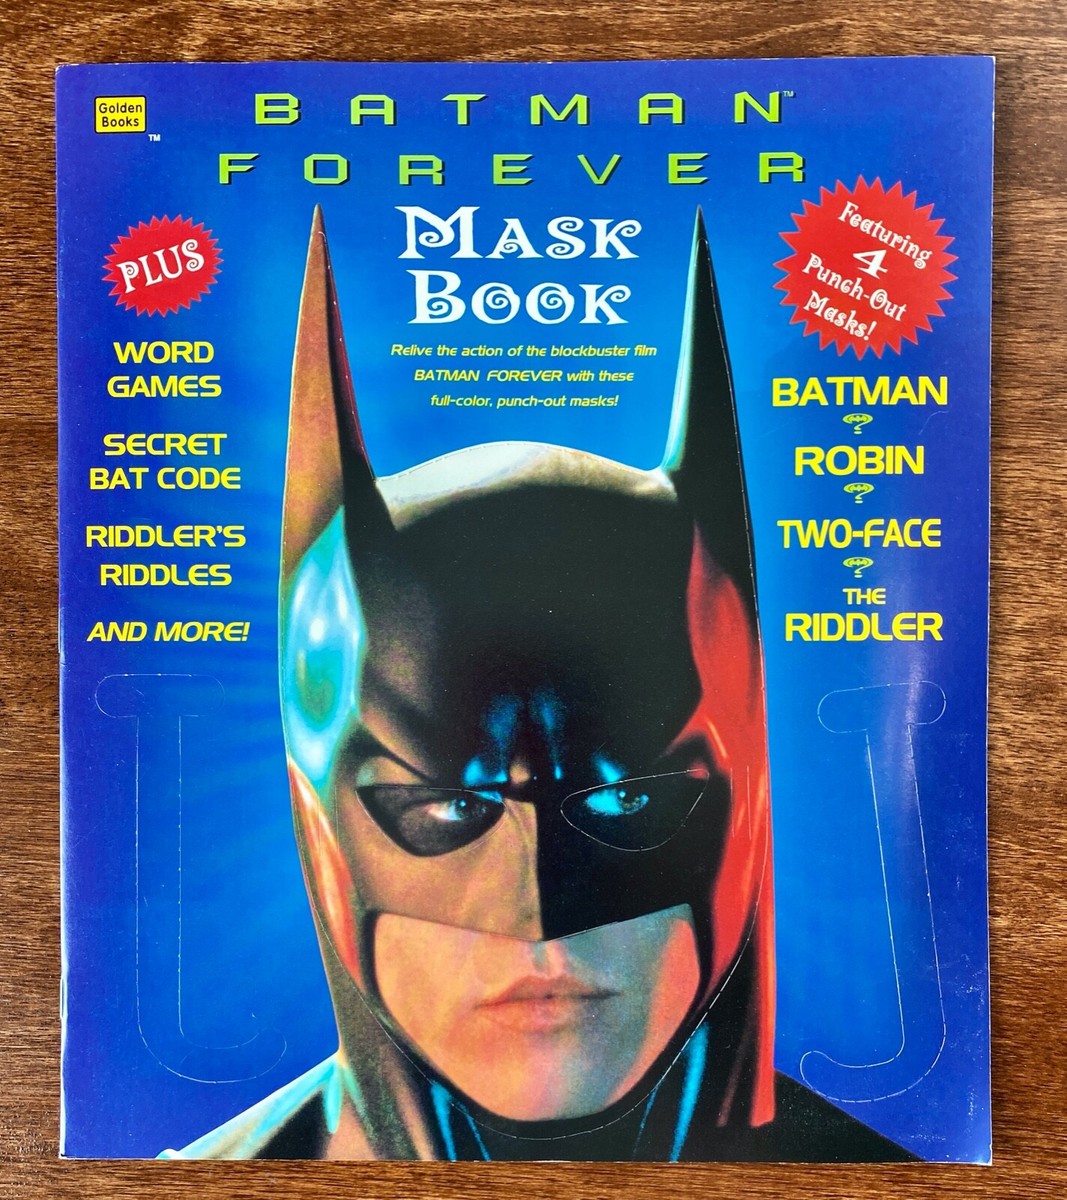 Golden
Books
TM
BATMAN™
FOREVER
MASK
BOOK
Relive the action of the blockbuster film
BATMAN FOREVER with these
full-color, punch-out masks!
PLUS
WORD
GAMES
SECRET
BAT CODE
RIDDLER'S
RIDDLES
AND MORE!
Featuring
4
Punch-Out
Masks!
BATMAN
?
ROBIN
?
TWO-FACE
?
THE
RIDDLER